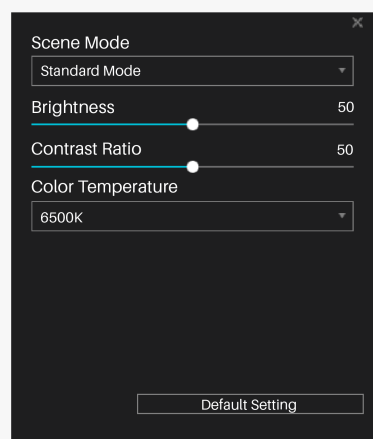 Scene Mode
Standard Mode
Brightness 50
Contrast Ratio 50
Color Temperature
6500K
Default Setting